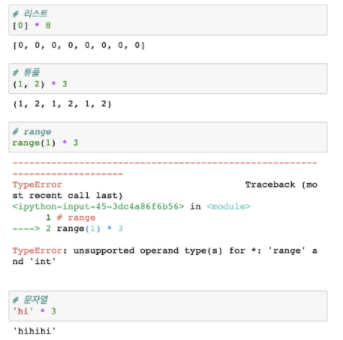 # 리스트
[0] * 8
[0, 0, 0, 0, 0, 0, 0, 0]
# 튜플
(1, 2) * 3
(1, 2, 1, 2, 1, 2)
# range
range(1) * 3
---------------------------------------------------------
--------------------
TypeError Traceback (mo
st recent call last)
<ipython-input-45-3dc4a86f6b56> in <module>
1 # range
----> 2 range(1) * 3
TypeError: unsupported operand type(s) for *: 'range' a
nd 'int'
# 문자열
'hi' * 3
'hihihi'